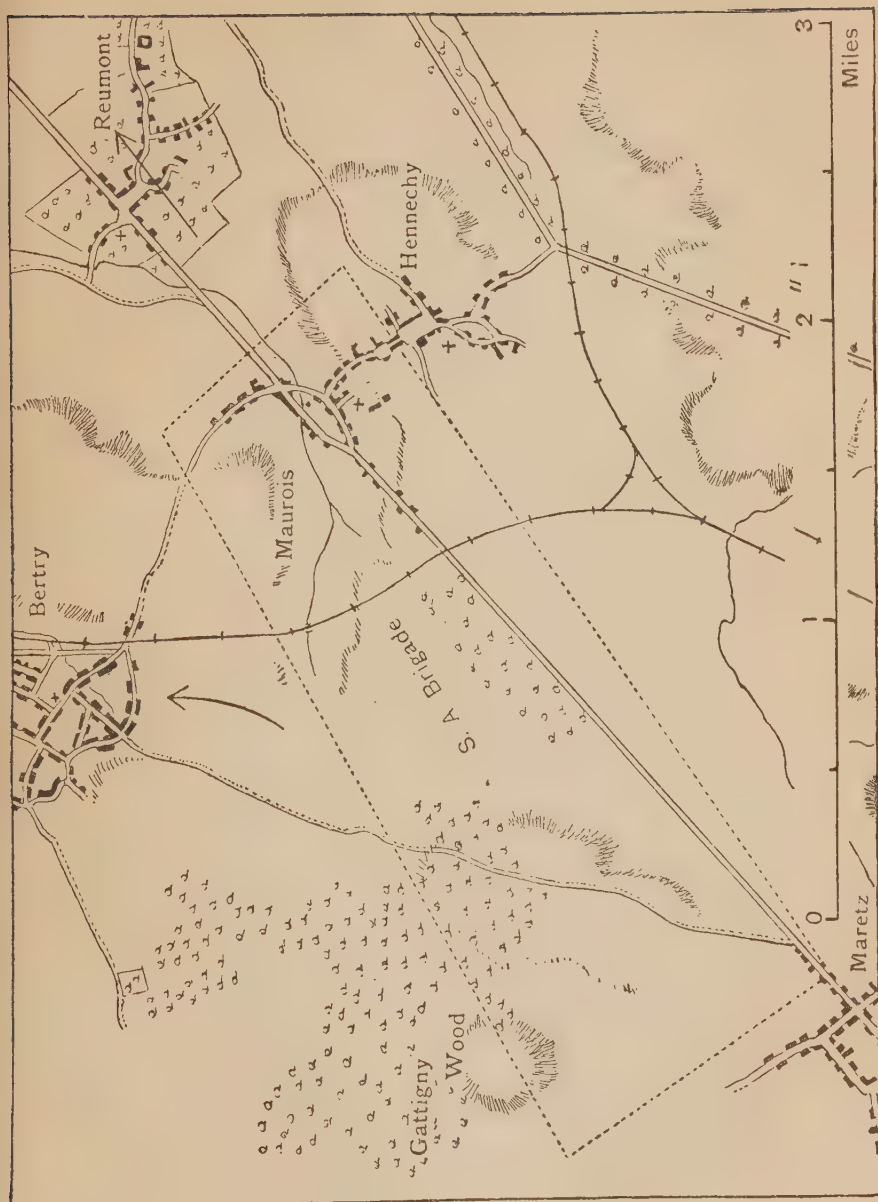 Reumont
Bertry
Hennechy
Maurois
S. A Brigade
Gattigny
Wood
Maretz
0
1
2
3
Miles